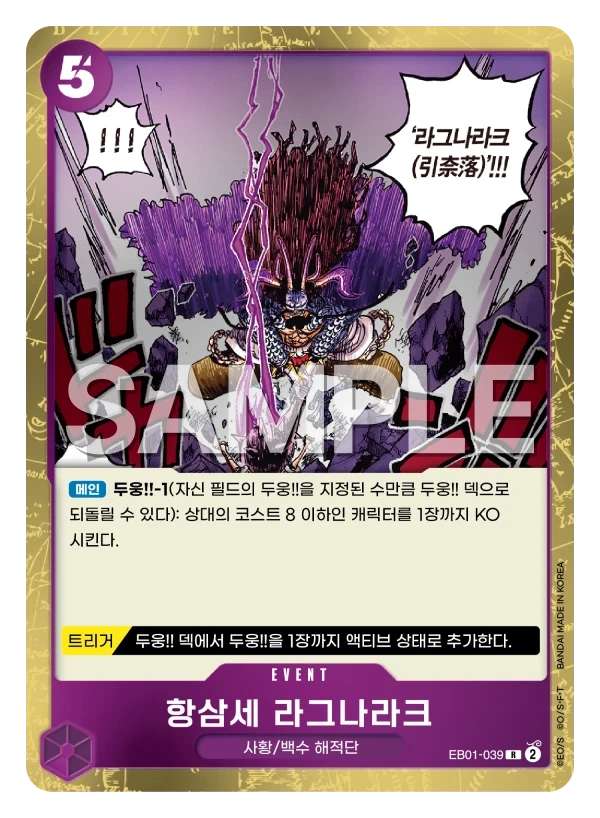 5
!!!
'라그나라크
(引奈落)'!!!
SAMPLE
메인 두웅!!-1(자신 필드의 두웅!!을 지정된 수만큼 두웅!! 덱으로
되돌릴 수 있다): 상대의 코스트 8 이하인 캐릭터를 1장까지 KO
시킨다.
트리거 두웅!! 덱에서 두웅!!을 1장까지 액티브 상태로 추가한다.
EVENT
항삼세 라그나라크
사황/백수 해적단
EB01-039 R 2
©EO/S ©O/S·F·T BANDAI MADE IN KOREA